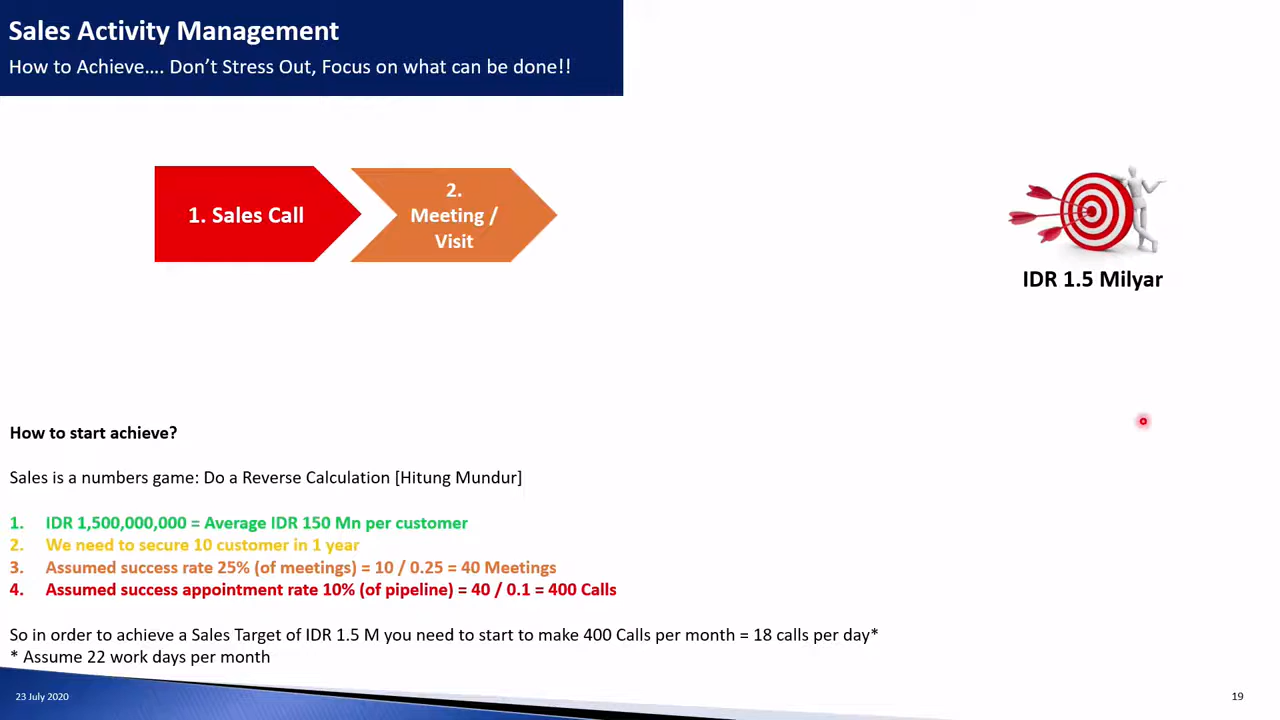 Sales Activity Management
How to Achieve…. Don't Stress Out, Focus on what can be done!!
1. Sales Call
2.
Meeting /
Visit
IDR 1.5 Milyar
How to start achieve?
Sales is a numbers game: Do a Reverse Calculation [Hitung Mundur]
1. IDR 1,500,000,000 = Average IDR 150 Mn per customer
2. We need to secure 10 customer in 1 year
3. Assumed success rate 25% (of meetings) = 10 / 0.25 = 40 Meetings
4. Assumed success appointment rate 10% (of pipeline) = 40 / 0.1 = 400 Calls
So in order to achieve a Sales Target of IDR 1.5 M you need to start to make 400 Calls per month = 18 calls per day*
* Assume 22 work days per month
23 July 2020
19